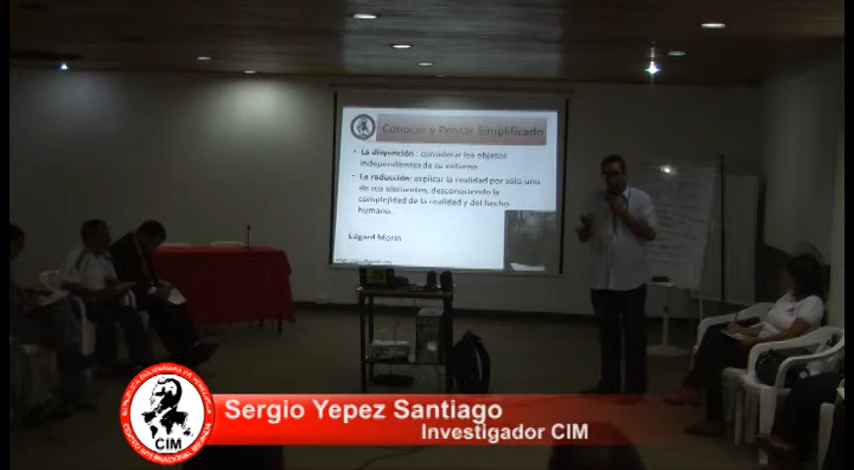 Conocer y Pensar Simplificado
• La disyunción: considerar los objetos
independientes de su entorno.
• La reducción: explicar la realidad por sólo uno
de sus elementos, desconociendo la
complejidad de la realidad y del hecho
humano.
Edgard Morin
Sergio Yepez Santiago
Investigador CIM
CIM